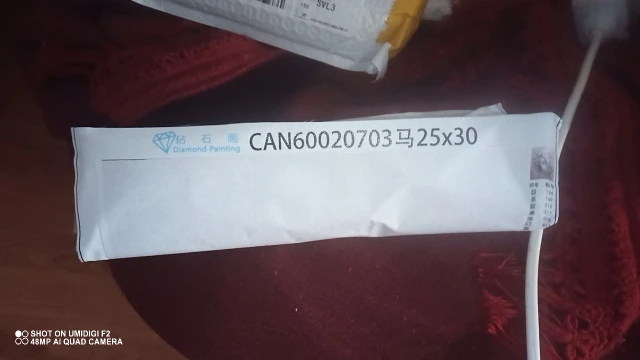 SVL3
钻石画
Diamond Painting
CAN60020703马25x30
SHOT ON UMIDIGI F2
48MP AI QUAD CAMERA